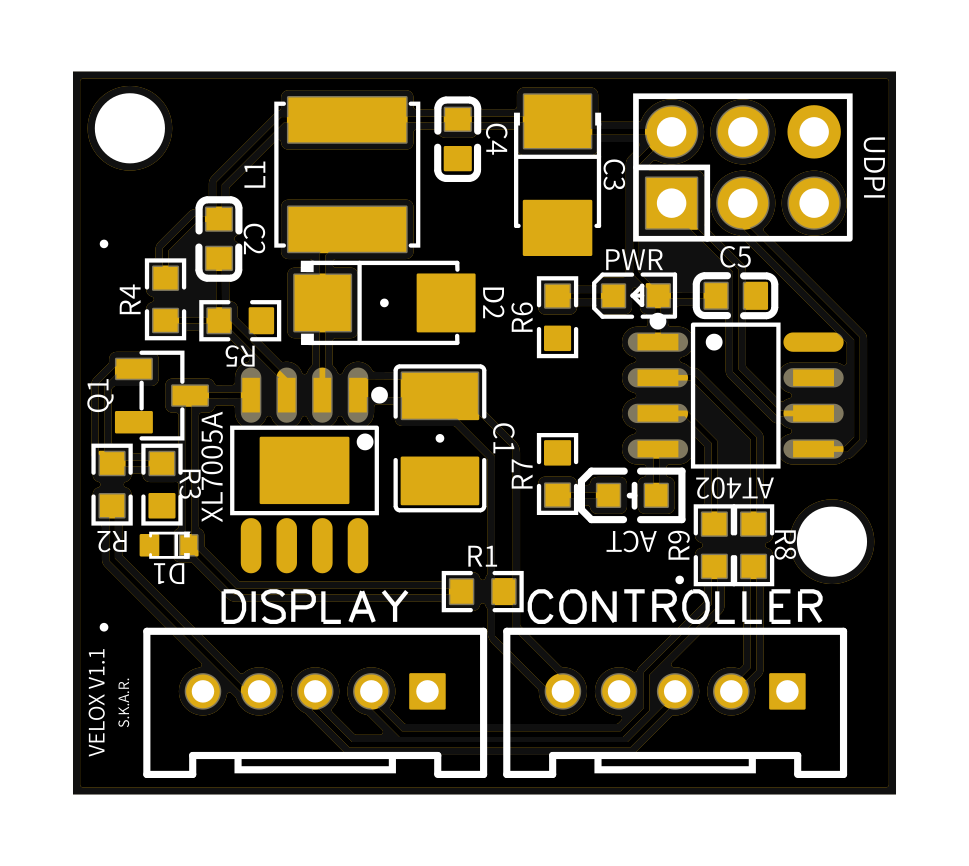 UDPI
C4
L1
C3
C2
PWR
C5
R4
D2
R6
R5
Q1
XL7005A
C1
R7
R3
AT402
R2
ACT
R9
R8
D1
R1
DISPLAY
CONTROLLER
VELOX V1.1
S.K.A.R.